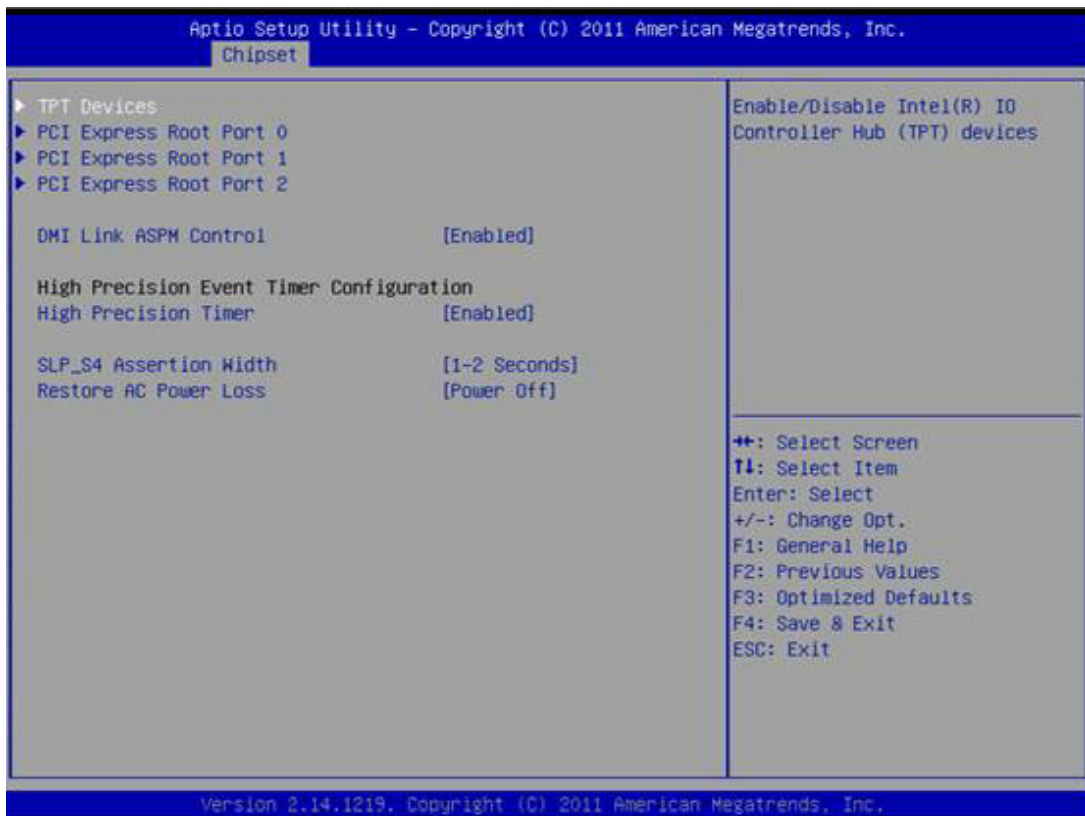 Aptio Setup Utility - Copyright (C) 2011 American Megatrends, Inc.
Chipset
TPT Devices
PCI Express Root Port 0
PCI Express Root Port 1
PCI Express Root Port 2
DMI Link ASPM Control [Enabled]
High Precision Event Timer Configuration
High Precision Timer [Enabled]
SLP_S4 Assertion Width [1-2 Seconds]
Restore AC Power Loss [Power Off]
Enable/Disable Intel(R) IO
Controller Hub (TPT) devices
→←: Select Screen
↑↓: Select Item
Enter: Select
+/-: Change Opt.
F1: General Help
F2: Previous Values
F3: Optimized Defaults
F4: Save & Exit
ESC: Exit
Version 2.14.1219. Copyright (C) 2011 American Megatrends, Inc.